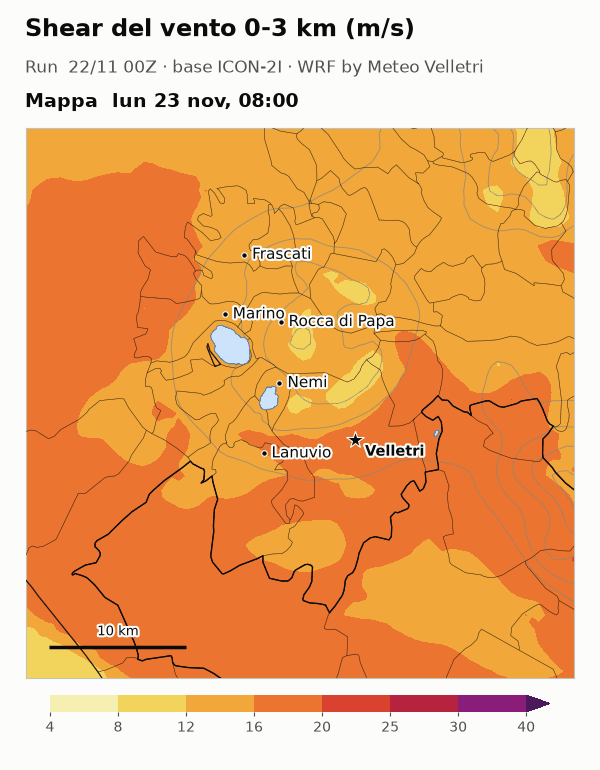 Shear del vento 0-3 km (m/s)
Run  22/11 00Z · base ICON-2I · WRF by Meteo Velletri
Mappa  lun 23 nov, 08:00
Frascati
Marino
Rocca di Papa
Nemi
Velletri
Lanuvio
10 km
4 8 12 16 20 25 30 40